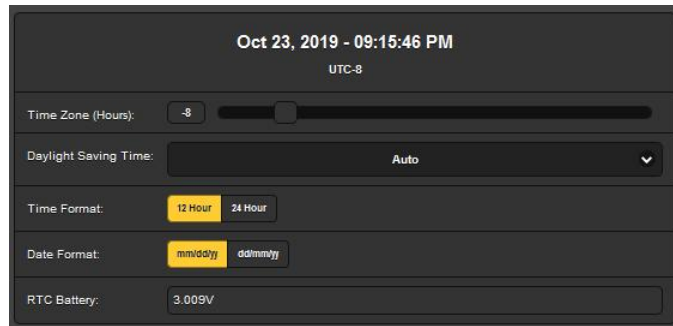 Oct 23, 2019 - 09:15:46 PM
UTC-8
Time Zone (Hours): -8
Daylight Saving Time: Auto
Time Format: 12 Hour 24 Hour
Date Format: mm/dd/yy dd/mm/yy
RTC Battery: 3.009V